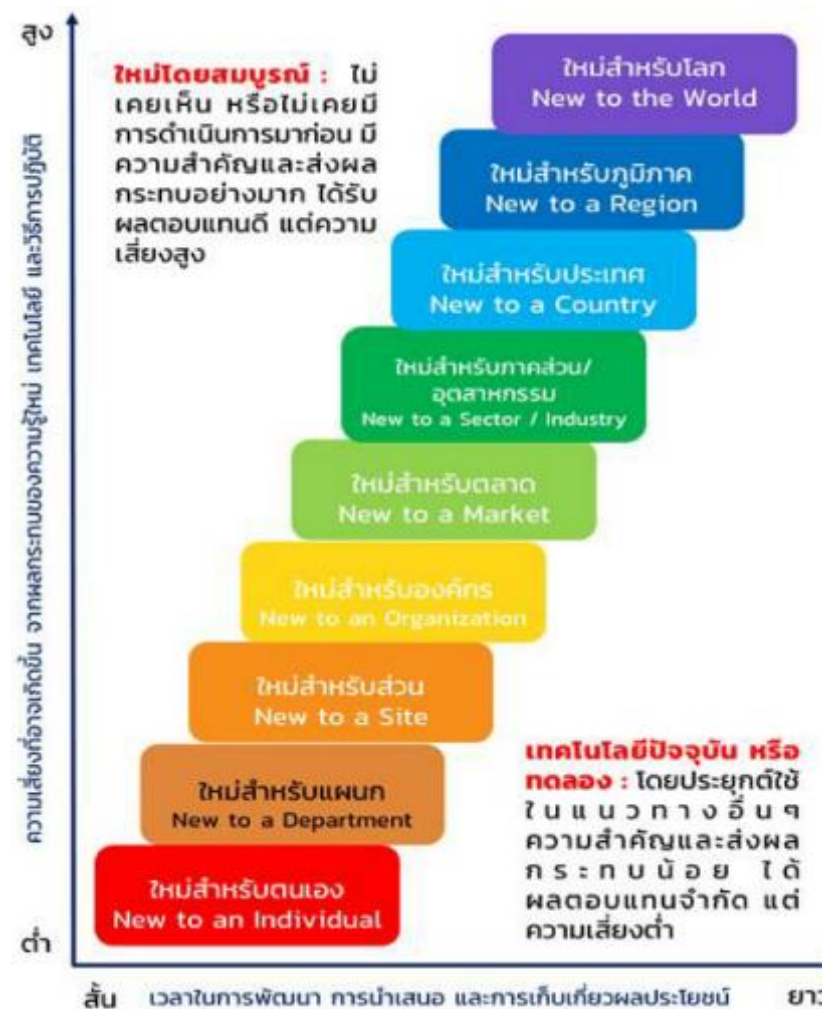 สูง
ใหม่โดยสมบูรณ์ : ไม่
เคยเห็น หรือไม่เคยมี
การดำเนินการมาก่อน มี
ความสำคัญและส่งผล
กระทบอย่างมาก ได้รับ
ผลตอบแทนดี แต่ความ
เสี่ยงสูง
ใหม่สำหรับโลก
New to the World
ใหม่สำหรับภูมิภาค
New to a Region
ใหม่สำหรับประเทศ
New to a Country
ใหม่สำหรับภาคส่วน/
อุตสาหกรรม
New to a Sector / Industry
ใหม่สำหรับตลาด
New to a Market
ใหม่สำหรับองค์กร
New to an Organization
ใหม่สำหรับส่วน
New to a Site
ใหม่สำหรับแผนก
New to a Department
ใหม่สำหรับตนเอง
New to an Individual
เทคโนโลยีปัจจุบัน หรือ
ทดลอง : โดยประยุกต์ใช้
ในแนวทางอื่นๆ
ความสำคัญและส่งผล
กระทบน้อย ได้
ผลตอบแทนจำกัด แต่
ความเสี่ยงต่ำ
ความเสี่ยงที่อาจเกิดขึ้น จากผลกระทบของความรู้ใหม่ เทคโนโลยี และวิธีการปฏิบัติ
ต่ำ
สั้น เวลาในการพัฒนา การนำเสนอ และการเก็บเกี่ยวผลประโยชน์ ยาว